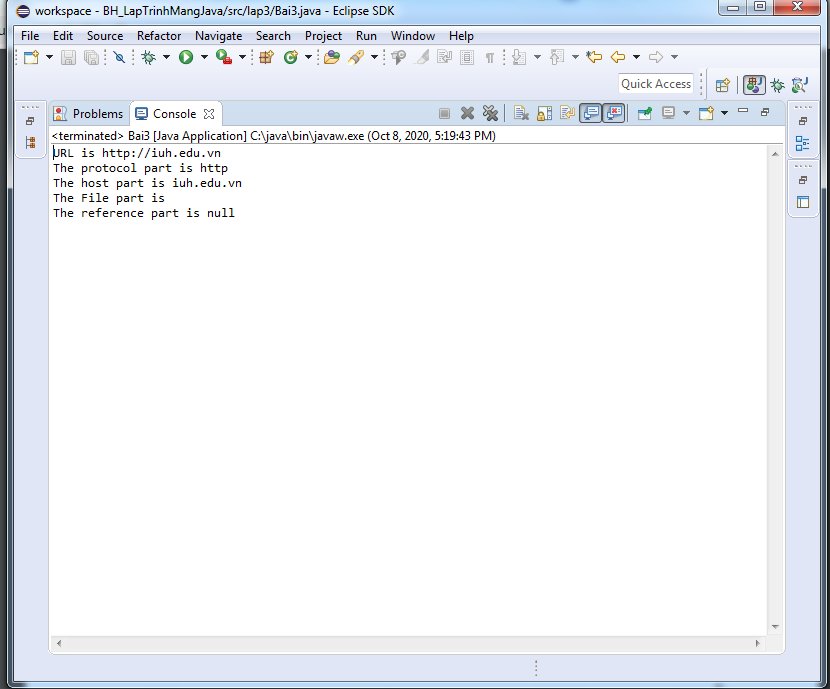 workspace - BH_LapTrinhMangJava/src/lap3/Bai3.java - Eclipse SDK
File Edit Source Refactor Navigate Search Project Run Window Help
Quick Access
Problems Console
<terminated> Bai3 [Java Application] C:\java\bin\javaw.exe (Oct 8, 2020, 5:19:43 PM)
URL is http://iuh.edu.vn
The protocol part is http
The host part is iuh.edu.vn
The File part is
The reference part is null